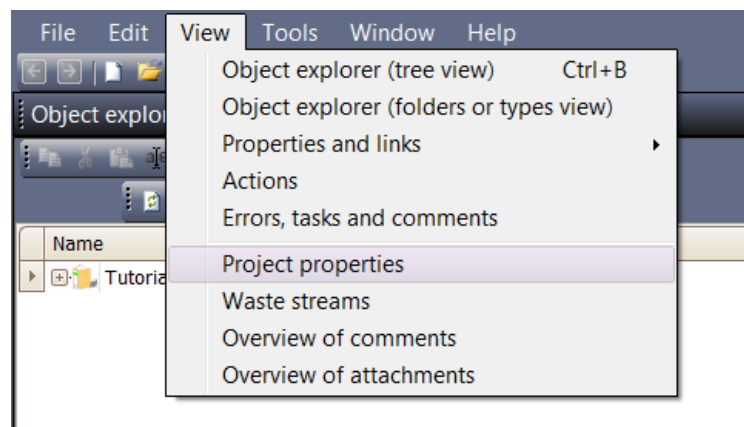 File Edit View Tools Window Help
Object explorer (tree view) Ctrl+B
Object explorer (folders or types view)
Properties and links
Actions
Errors, tasks and comments
Project properties
Waste streams
Overview of comments
Overview of attachments
Object explo
Name
Tutoria